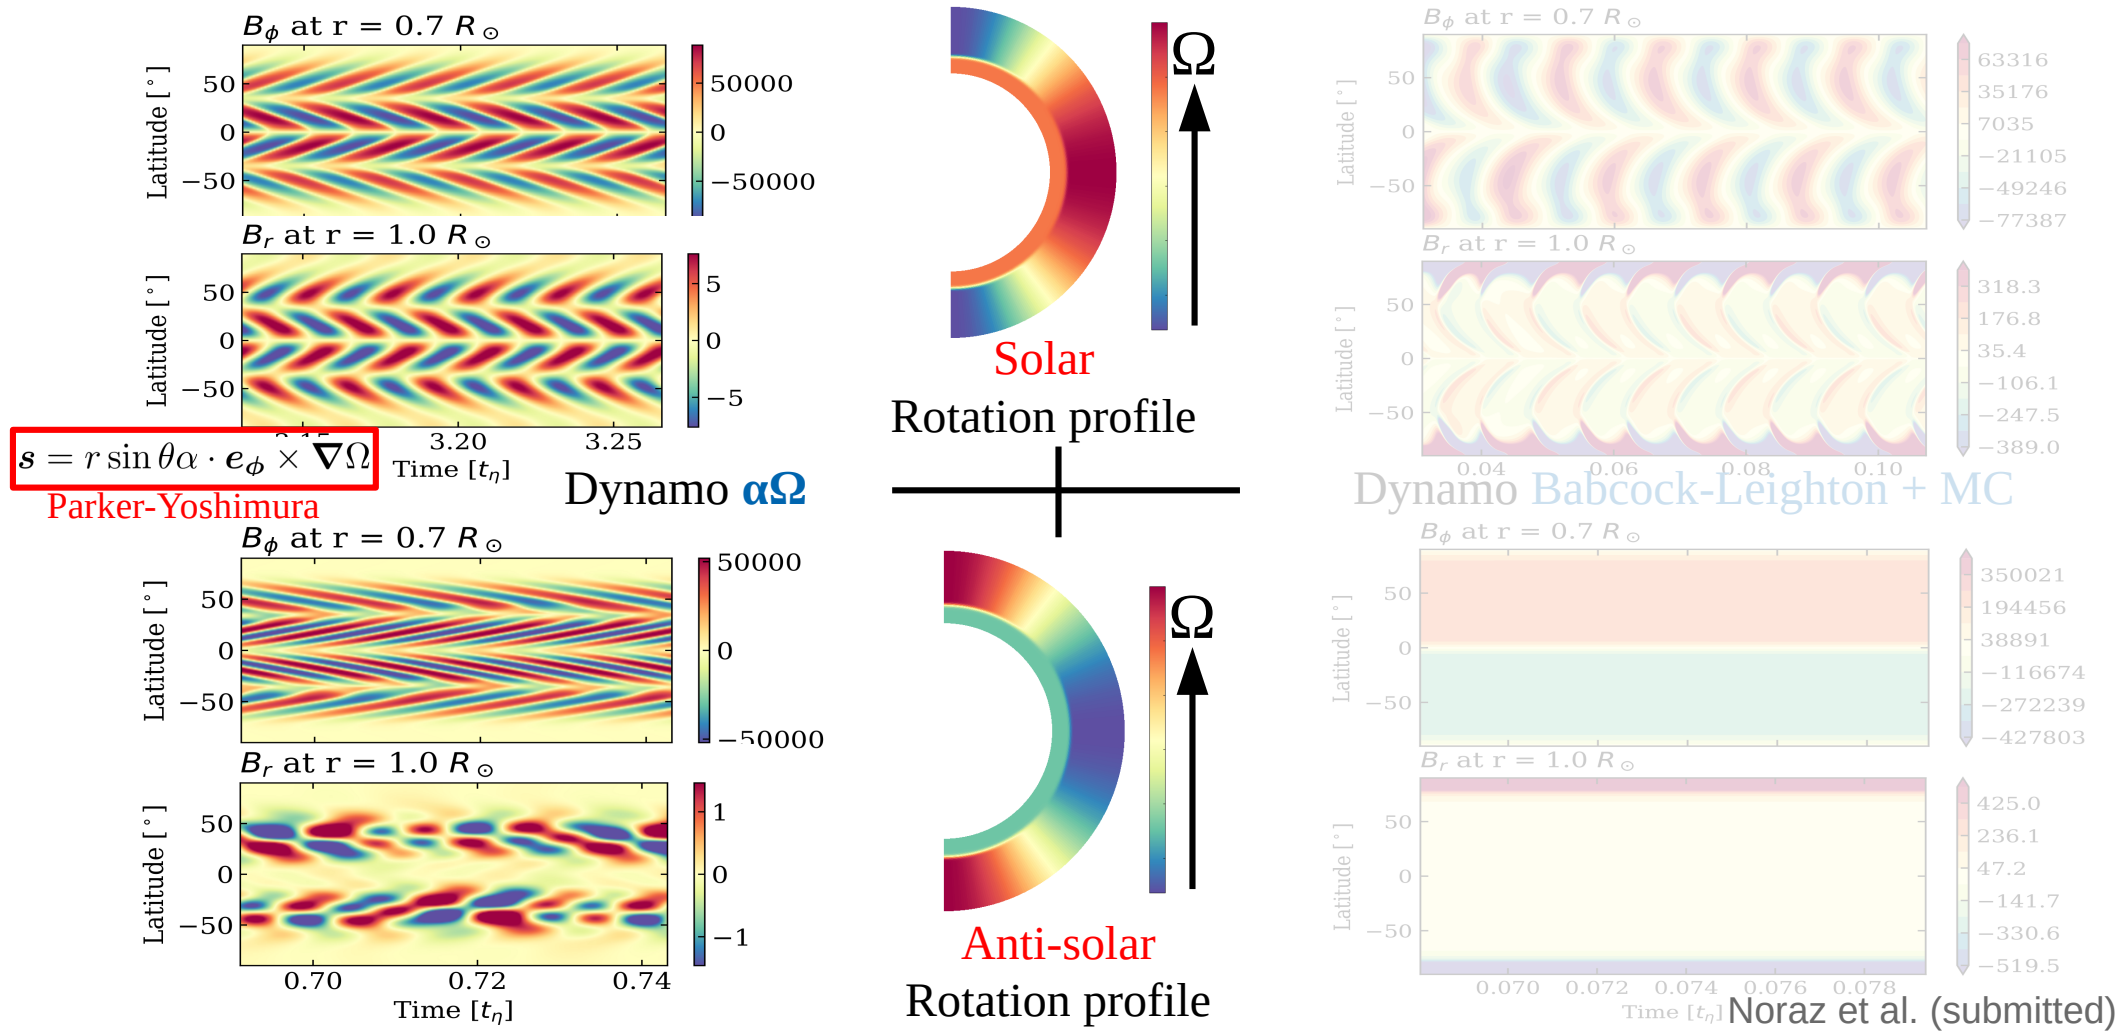 B_ϕ at r = 0.7 R_⊙
Latitude [°]
50
0
−50
50000
0
−50000
B_r at r = 1.0 R_⊙
Latitude [°]
50
0
−50
5
0
−5
3.20
3.25
Time [t_η]
s = r sin θα · e_ϕ × ∇Ω
Parker-Yoshimura
Dynamo αΩ
B_ϕ at r = 0.7 R_⊙
Latitude [°]
50
0
−50
50000
0
−50000
B_r at r = 1.0 R_⊙
Latitude [°]
50
0
−50
1
0
−1
0.70
0.72
0.74
Time [t_η]
Ω
Solar
Rotation profile
Ω
Anti-solar
Rotation profile
B_ϕ at r = 0.7 R_⊙
Latitude [°]
50
0
−50
63316
35176
7035
−21105
−49246
−77387
B_r at r = 1.0 R_⊙
Latitude [°]
50
0
−50
318.3
176.8
35.4
−106.1
−247.5
−389.0
0.04
0.06
0.08
0.10
Dynamo Babcock-Leighton + MC
B_ϕ at r = 0.7 R_⊙
Latitude [°]
50
0
−50
350021
194456
38891
−116674
−272239
−427803
B_r at r = 1.0 R_⊙
Latitude [°]
50
0
−50
425.0
236.1
47.2
−141.7
−330.6
−519.5
0.070
0.072
0.074
0.076
0.078
Time [t_η]
Noraz et al. (submitted)